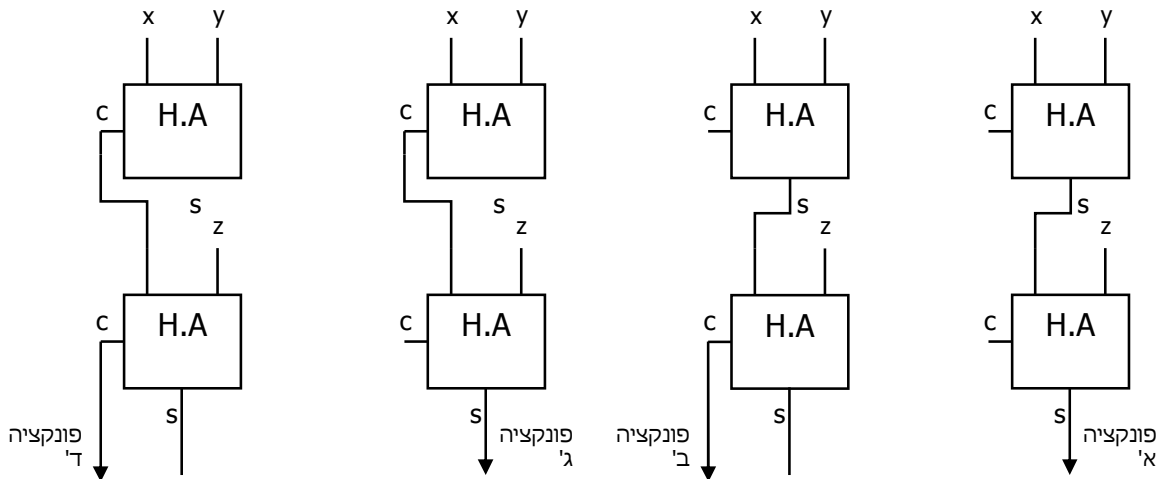 x y x y x y x y
c H.A c H.A c H.A c H.A
s s s s
z z z z
c H.A c H.A c H.A c H.A
s s s s
פונקציה פונקציה פונקציה פונקציה
ד' ג' ב' א'